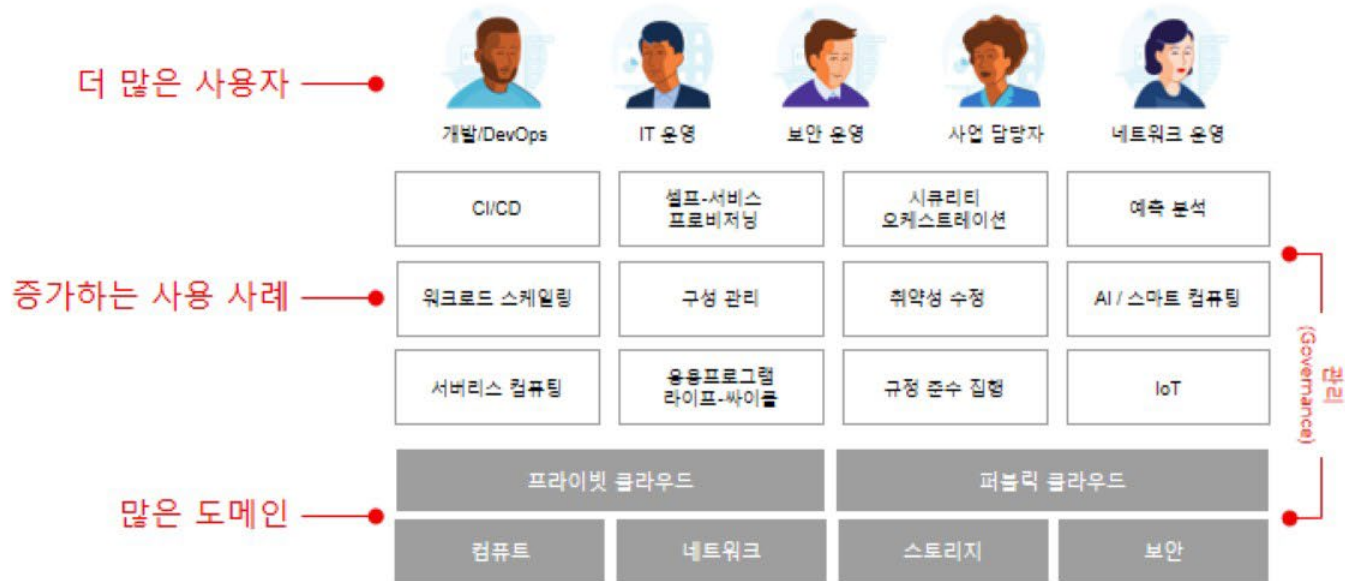 더 많은 사용자
개발/DevOps
IT 운영
보안 운영
사업 담당자
네트워크 운영
CI/CD
셀프-서비스
프로비저닝
시큐리티
오케스트레이션
예측 분석
증가하는 사용 사례
워크로드 스케일링
구성 관리
취약성 수정
AI / 스마트 컴퓨팅
서버리스 컴퓨팅
응용프로그램
라이프-싸이클
규정 준수 집행
IoT
관리
(Governance)
많은 도메인
프라이빗 클라우드
퍼블릭 클라우드
컴퓨트
네트워크
스토리지
보안